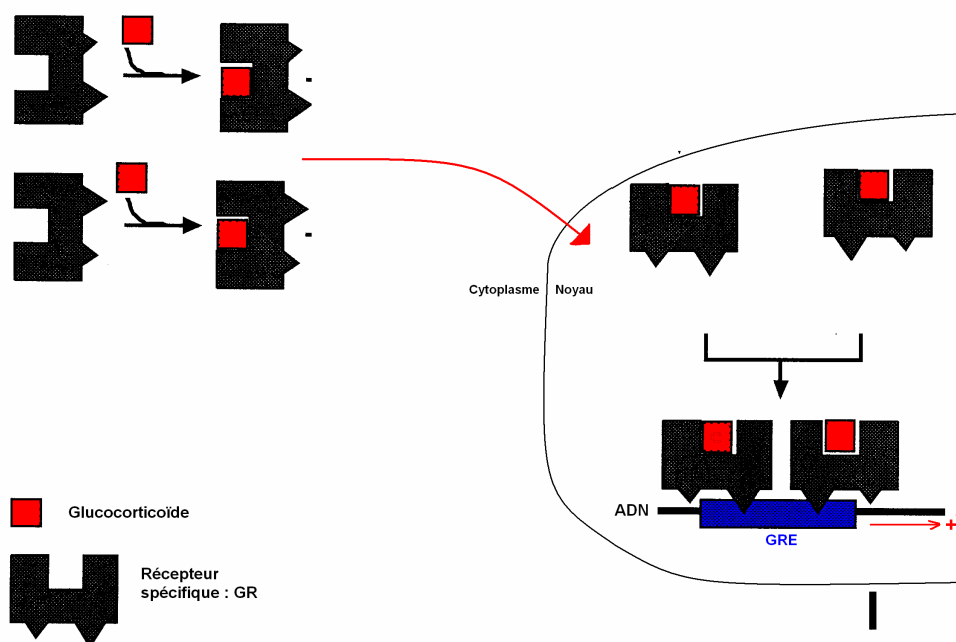 Cytoplasme Noyau
ADN
+
GRE
Glucocorticoïde
Récepteur
spécifique : GR